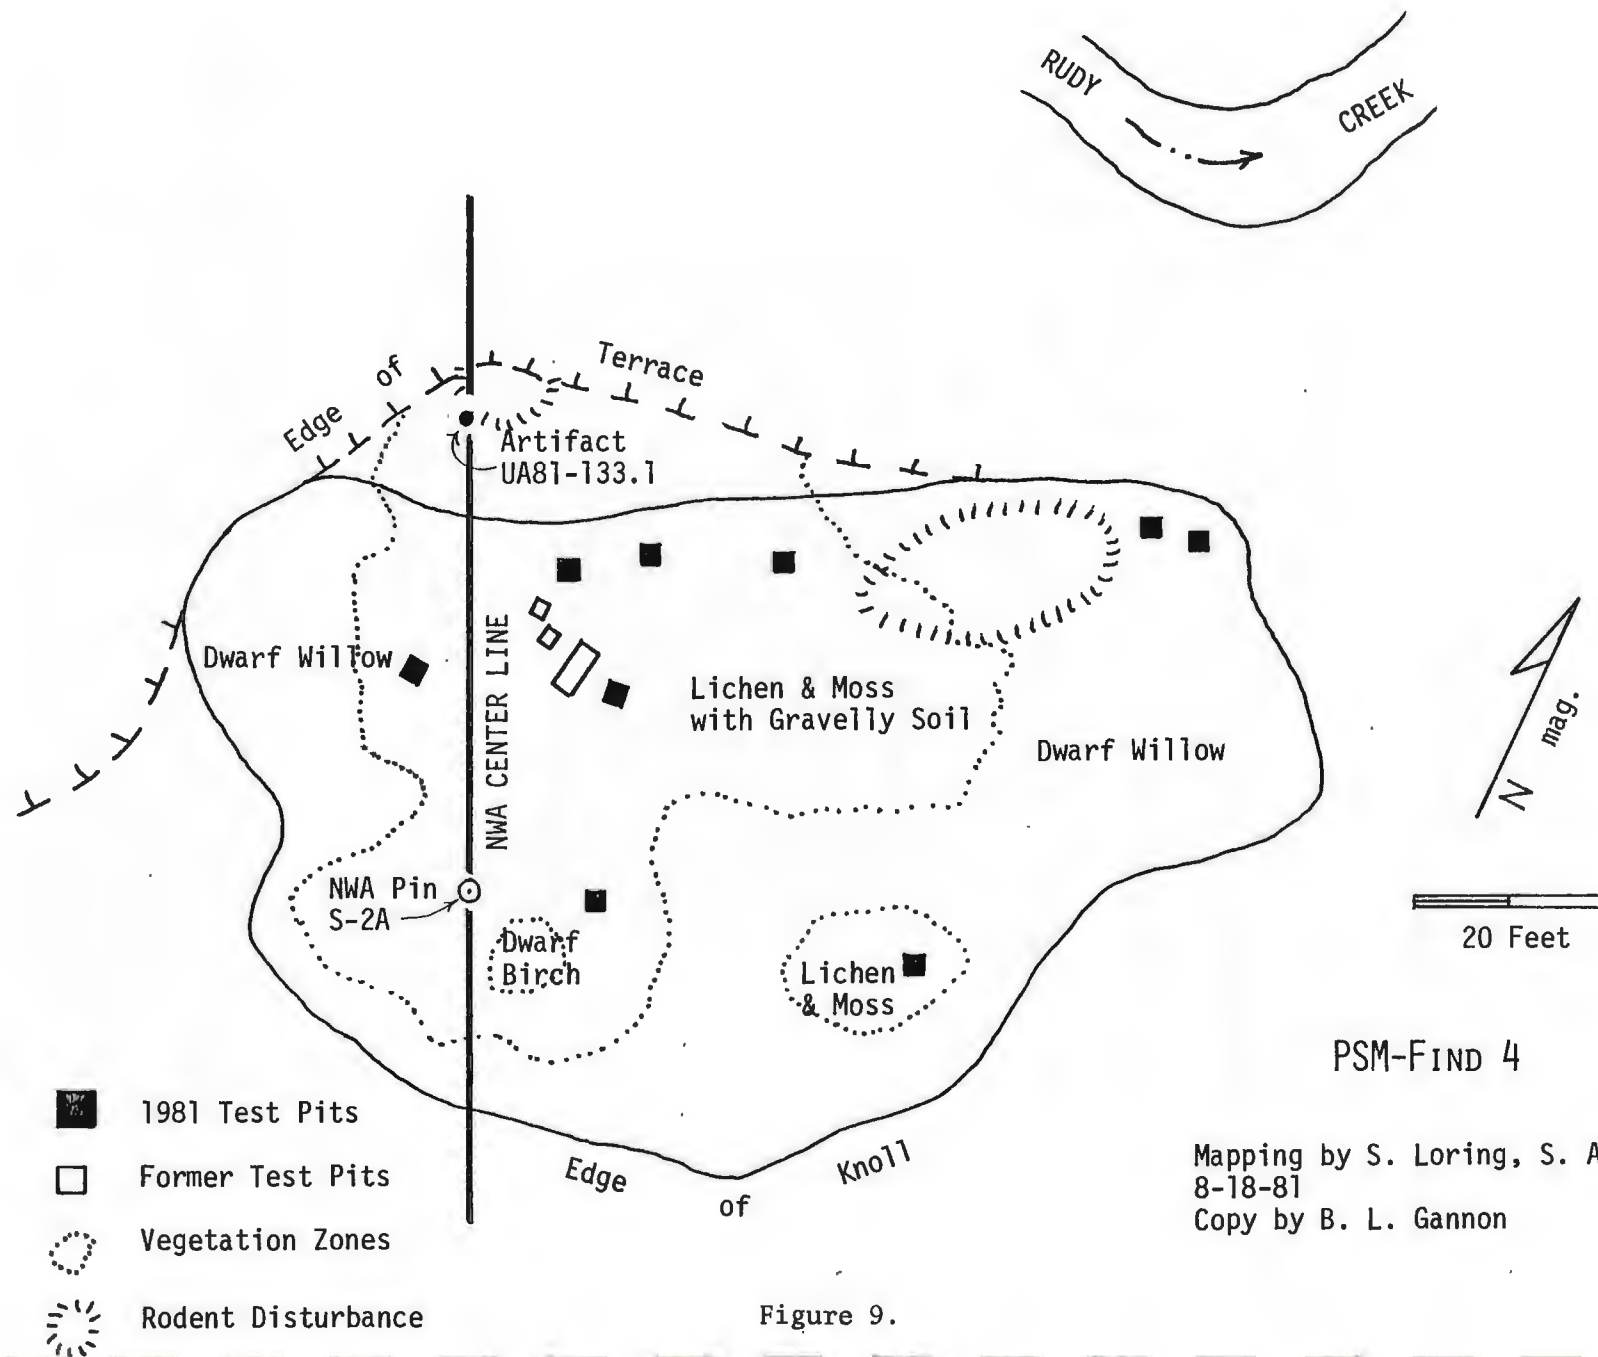 RUDY CREEK
Edge of Terrace
Artifact
UA81-133.1
Dwarf Willow
NWA CENTER LINE
Lichen & Moss
with Gravelly Soil
Dwarf Willow
N mag.
NWA Pin
S-2A
Dwarf
Birch
Lichen
& Moss
20 Feet
PSM-FIND 4
1981 Test Pits
Former Test Pits
Vegetation Zones
Rodent Disturbance
Edge of Knoll
Mapping by S. Loring, S. A
8-18-81
Copy by B. L. Gannon
Figure 9.